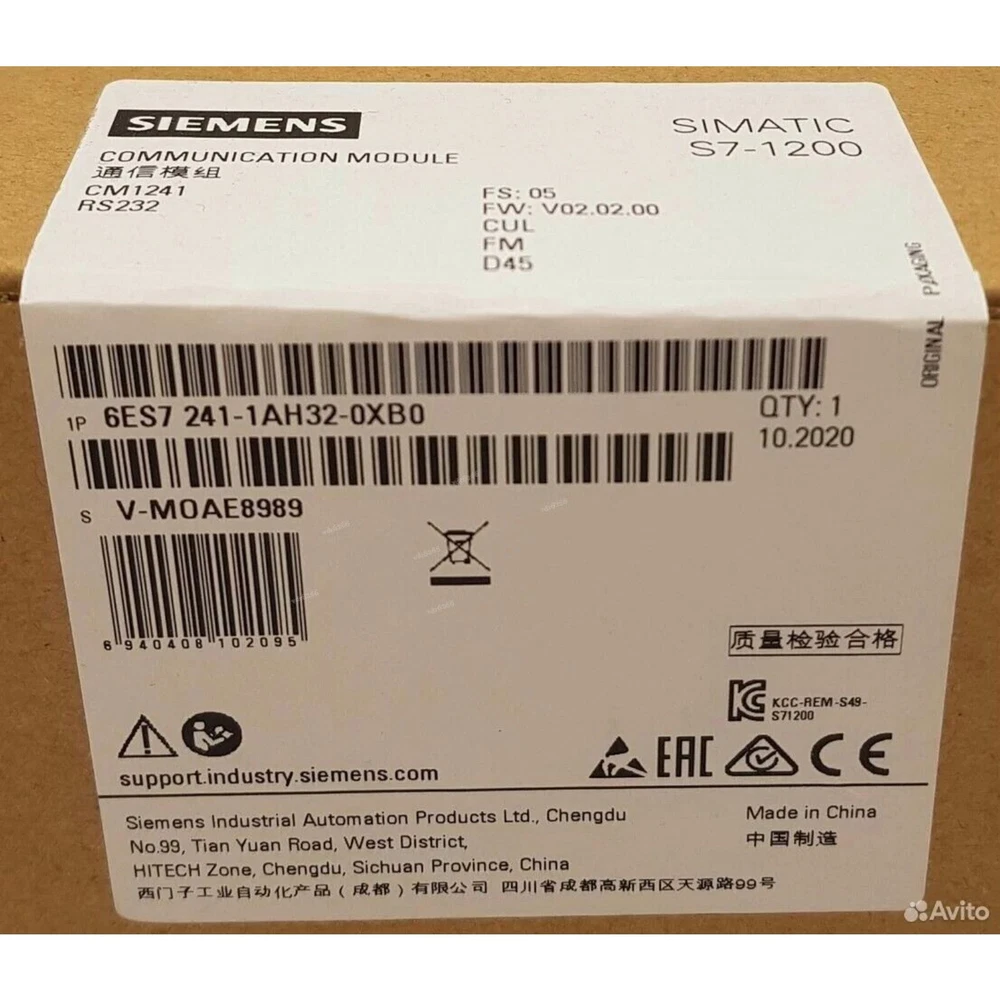 SIEMENS
SIMATIC
S7-1200
COMMUNICATION MODULE
通信模组
CM1241
RS232
FS: 05
FW: V02.02.00
CUL
FM
D45
ORIGINAL PACKAGING
1P 6ES7 241-1AH32-0XB0
QTY: 1
10.2020
S V-MOAE8989
6 940408 102095
质量检验合格
KCC-REM-S49-
S71200
EAC
CE
support.industry.siemens.com
Siemens Industrial Automation Products Ltd., Chengdu
No.99, Tian Yuan Road, West District,
HITECH Zone, Chengdu, Sichuan Province, China
西门子工业自动化产品(成都)有限公司 四川省成都高新西区天源路99号
Made in China
中国制造
Avito